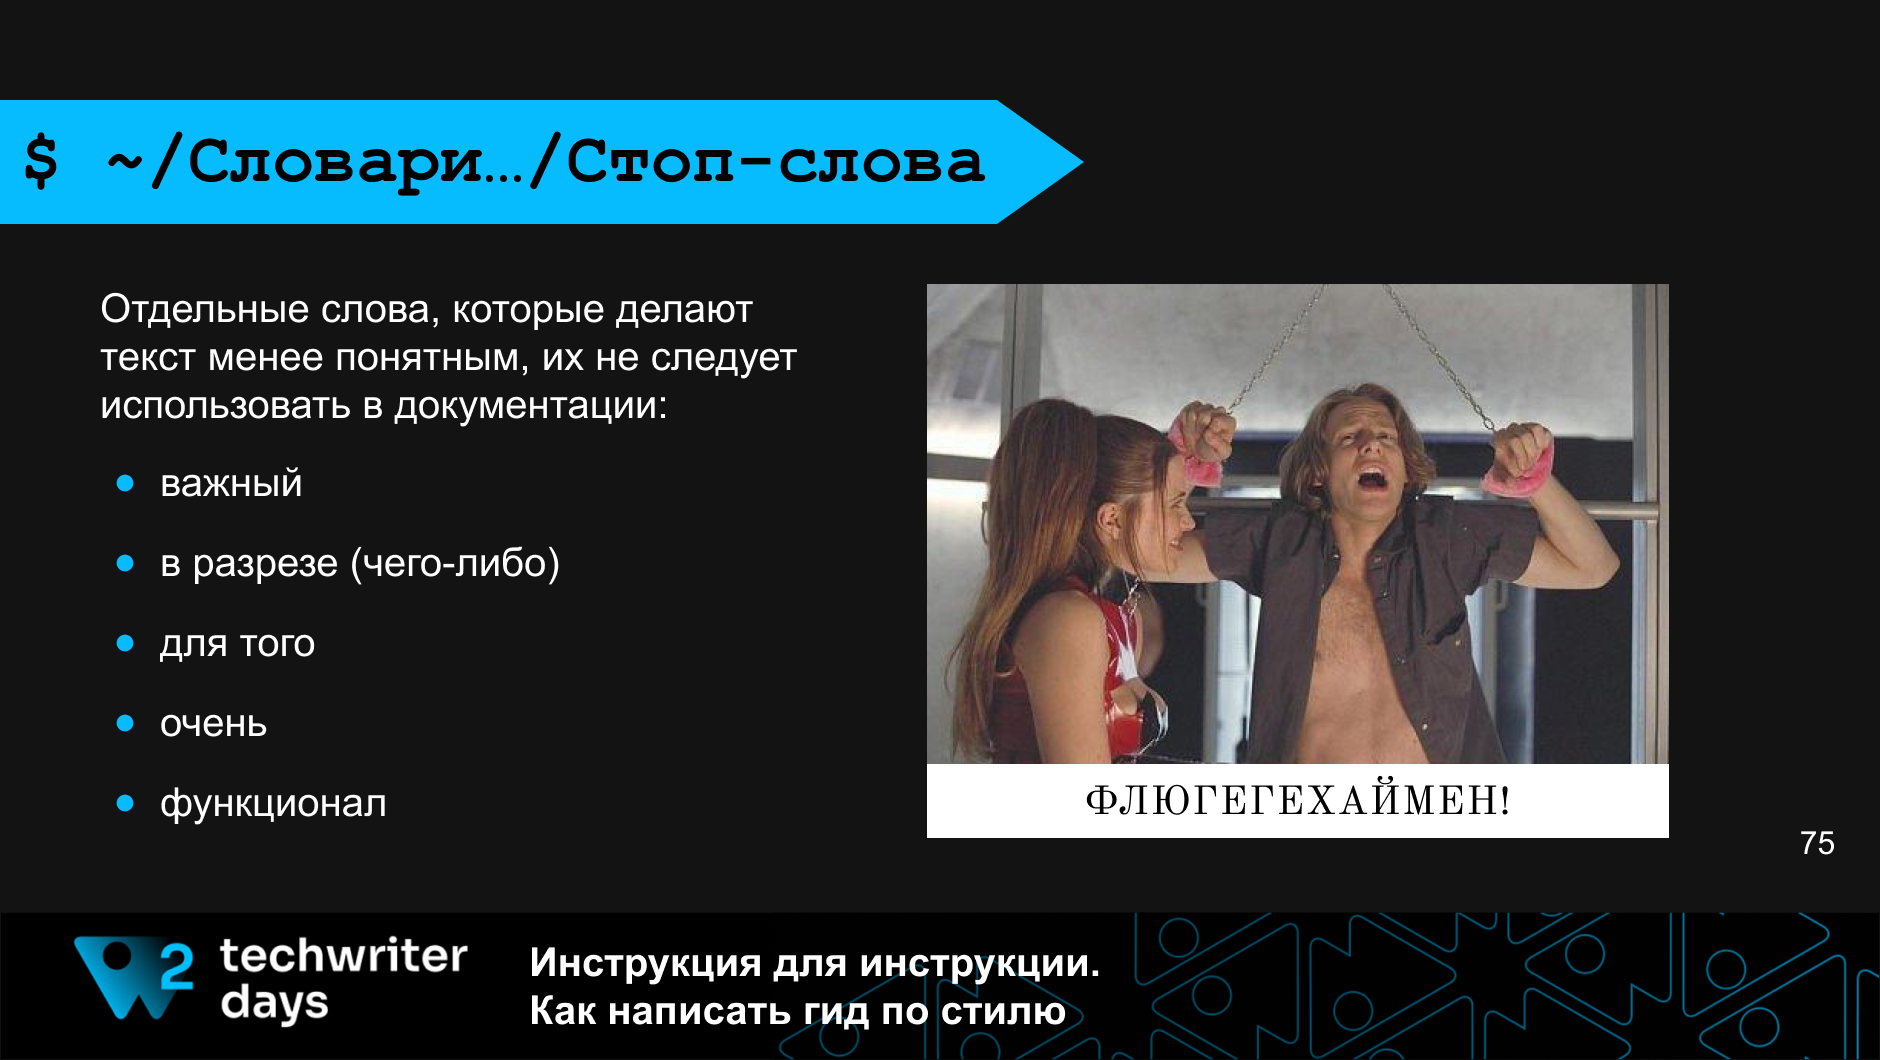 $ ~/Словари…/Стоп-слова
Отдельные слова, которые делают
текст менее понятным, их не следует
использовать в документации:
важный
в разрезе (чего-либо)
для того
очень
функционал
ФЛЮГЕГЕХАЙМЕН!
75
2 techwriter
days
Инструкция для инструкции.
Как написать гид по стилю